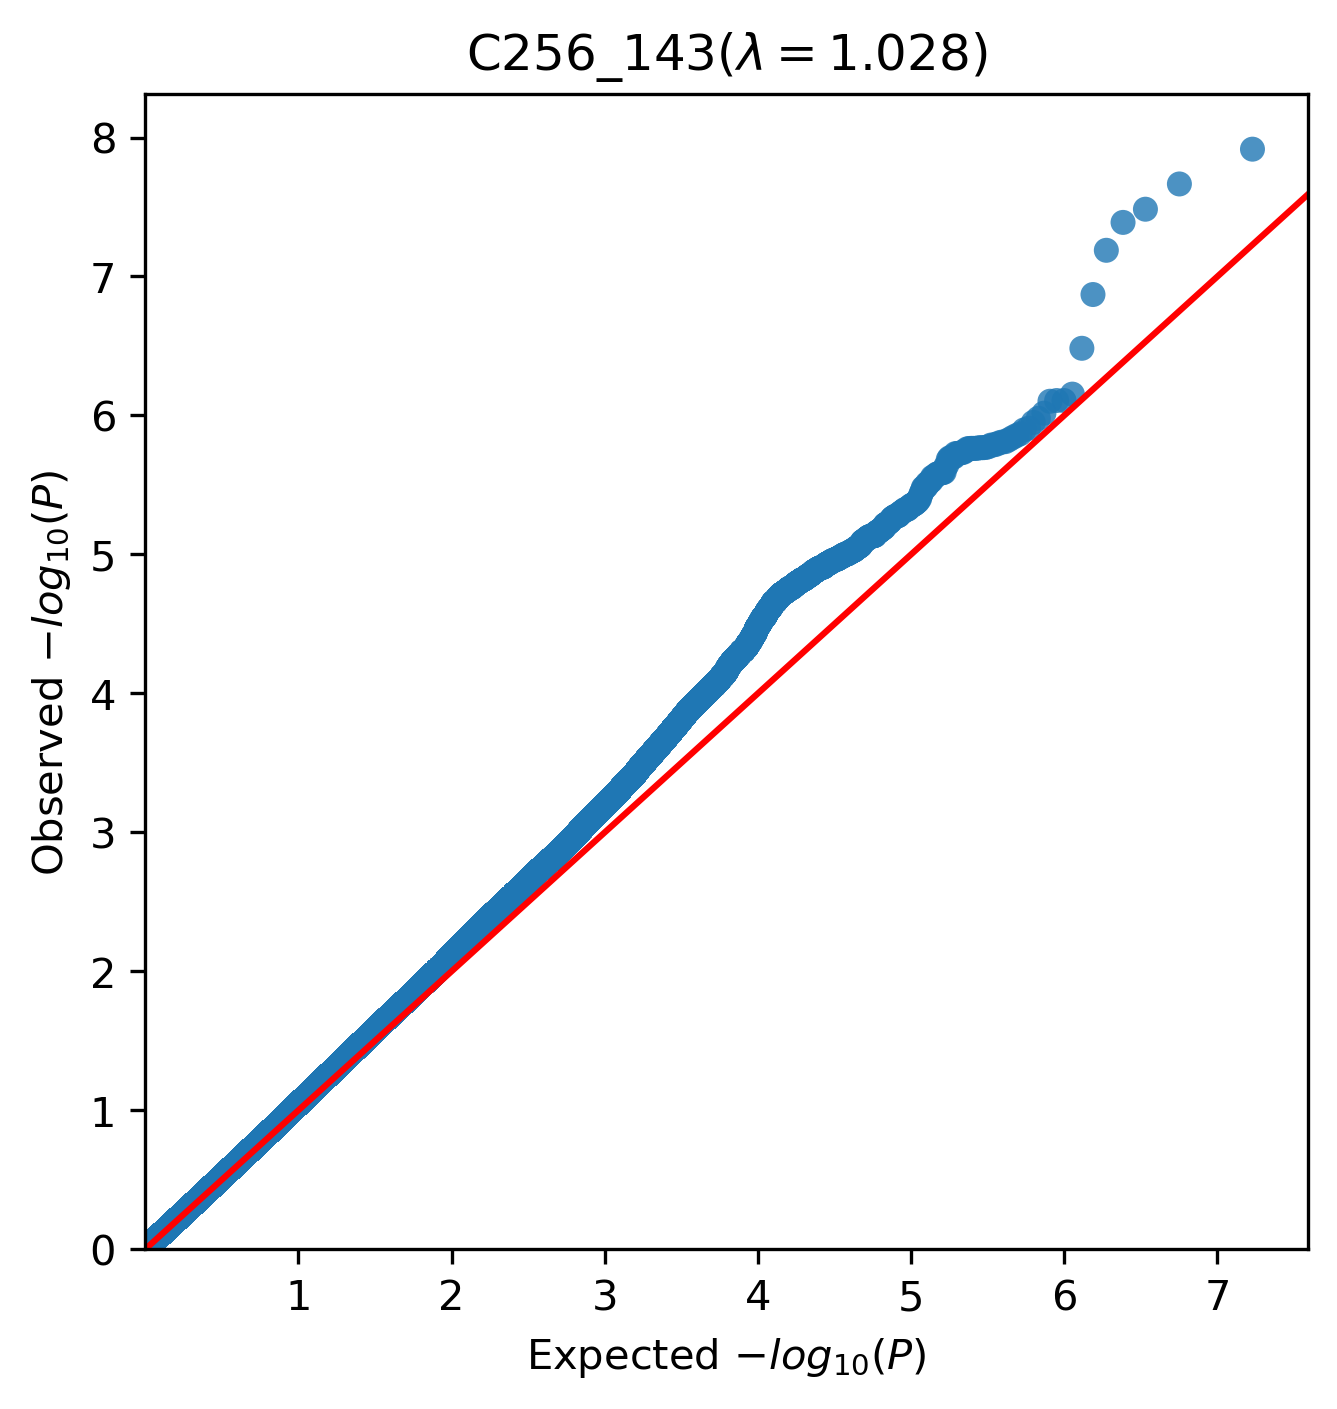 C256_143(λ = 1.028)
8
7
6
5
4
3
2
1
0
Observed −log₁₀(P)
1 2 3 4 5 6 7
Expected −log₁₀(P)